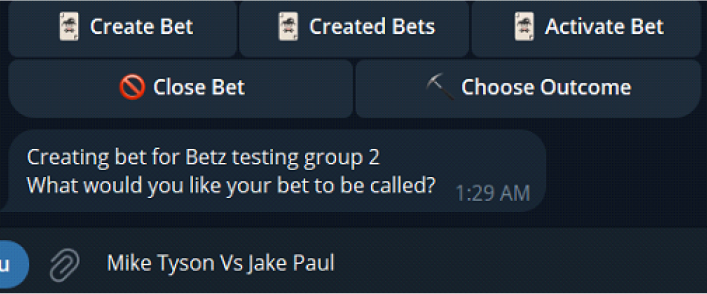 Create Bet
Created Bets
Activate Bet
Close Bet
Choose Outcome
Creating bet for Betz testing group 2
What would you like your bet to be called?
1:29 AM
u
Mike Tyson Vs Jake Paul